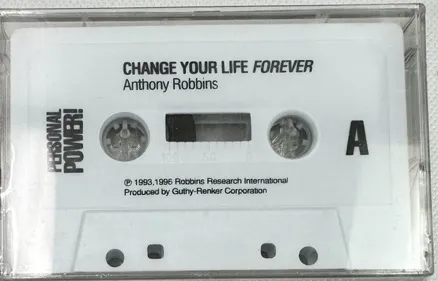 CHANGE YOUR LIFE FOREVER
Anthony Robbins
PERSONAL
POWER!
A
℗ 1993,1996 Robbins Research International
Produced by Guthy-Renker Corporation